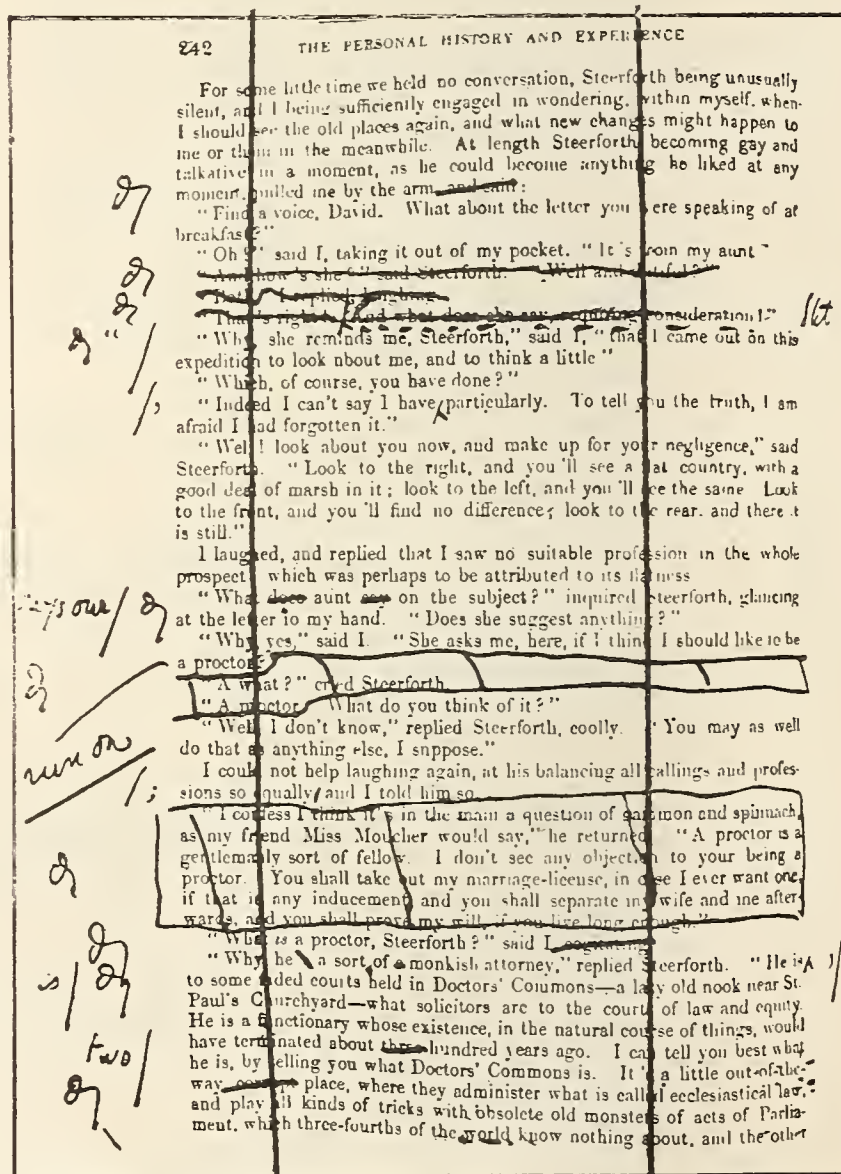 242 THE PERSONAL HISTORY AND EXPERIENCE
For some little time we held no conversation, Steerforth being unusually
silent, and I being sufficiently engaged in wondering, within myself, when
I should see the old places again, and what new changes might happen to
me or them in the meanwhile. At length Steerforth, becoming gay and
talkative in a moment, as he could become anything he liked at any
moment, pulled me by the arm, and said:
"Find a voice, David. What about the letter you were speaking of at
breakfast?"
"Oh!" said I, taking it out of my pocket. "It's from my aunt"
"And how's she?" said Steerforth. "Well and
I replied, laughing
"That's right! And what does she say, requiring consideration?"
"Why she reminds me, Steerforth," said I, "that I came out on this
expedition to look about me, and to think a little"
"Which, of course, you have done?"
"Indeed I can't say I have particularly. To tell you the truth, I am
afraid I had forgotten it."
"Well! look about you now, and make up for your negligence," said
Steerforth. "Look to the right, and you'll see a flat country, with a
good deal of marsh in it; look to the left, and you'll see the same Look
to the front, and you'll find no difference; look to the rear, and there it
is still."
I laughed, and replied that I saw no suitable profession in the whole
prospect which was perhaps to be attributed to its flatness
says our / "What does aunt say on the subject?" inquired Steerforth, glancing
at the letter in my hand. "Does she suggest anything?"
"Why yes," said I. "She asks me, here, if I think I should like to be
a proctor?
"A what?" cried Steerforth.
"A proctor What do you think of it?"
"Well, I don't know," replied Steerforth, coolly. "You may as well
run on
do that as anything else, I suppose."
I could not help laughing again, at his balancing all callings and profes-
sions so equally, and I told him so
"I confess I think it's in the main a question of gammon and spinnach,
as my friend Miss Moucher would say," he returned "A proctor is a
gentlemanly sort of fellow. I don't see any objection to your being a
proctor. You shall take out my marriage-license, in case I ever want one
if that is any inducement and you shall separate my wife and me after
wards, and you shall prove my will, if you live long enough."
"What is a proctor, Steerforth?" said I,
"Why, he a sort of a monkish attorney," replied Steerforth. "He is
is / to some faded courts held in Doctors' Commons—a lazy old nook near St.
Paul's Churchyard—what solicitors are to the courts of law and equity.
He is a functionary whose existence, in the natural course of things, would
two / have terminated about three hundred years ago. I can tell you best what
he is, by telling you what Doctors' Commons is. It's a little out-of-the-
way place, where they administer what is called ecclesiastical law,
and play all kinds of tricks with obsolete old monsters of acts of Parlia-
ment, which three-fourths of the world know nothing about, and the other